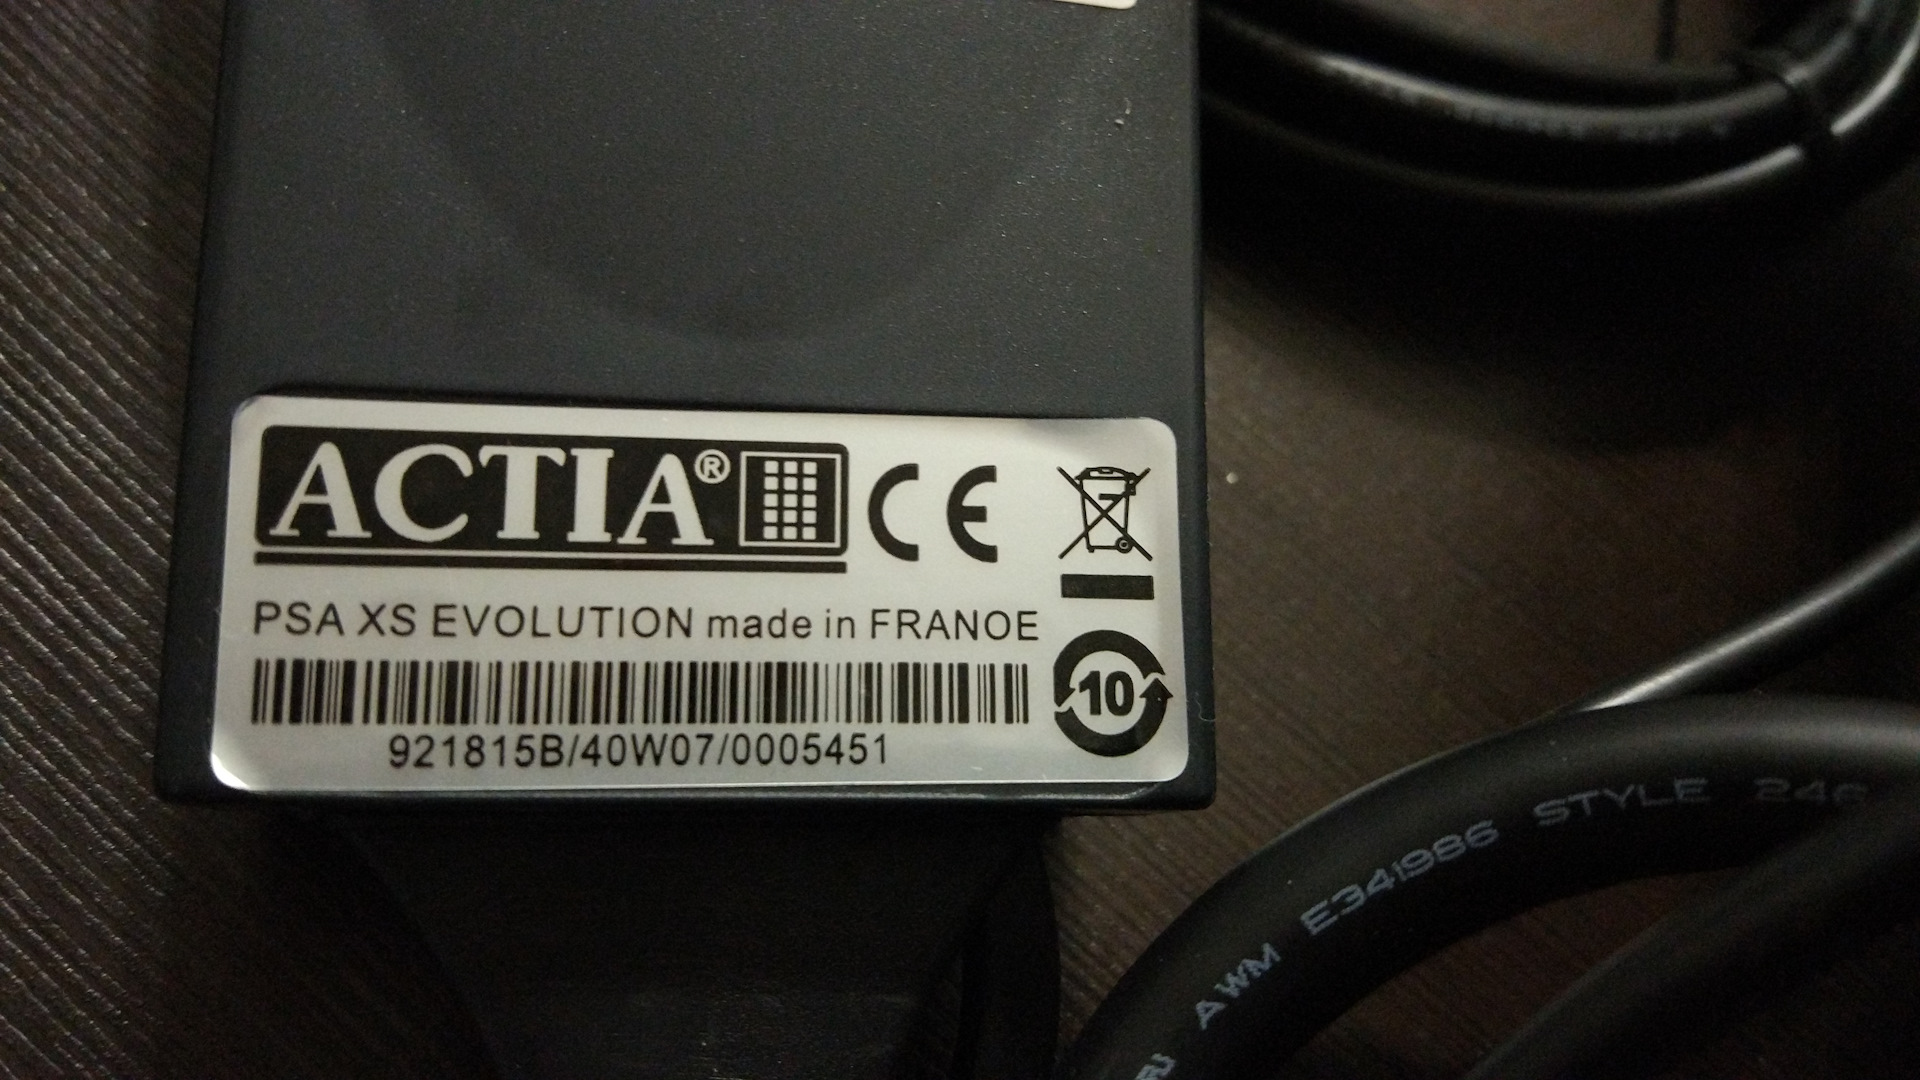 ACTIA® CE
PSA XS EVOLUTION made in FRANOE
10
921815B/40W07/0005451
AWM E341986 STYLE